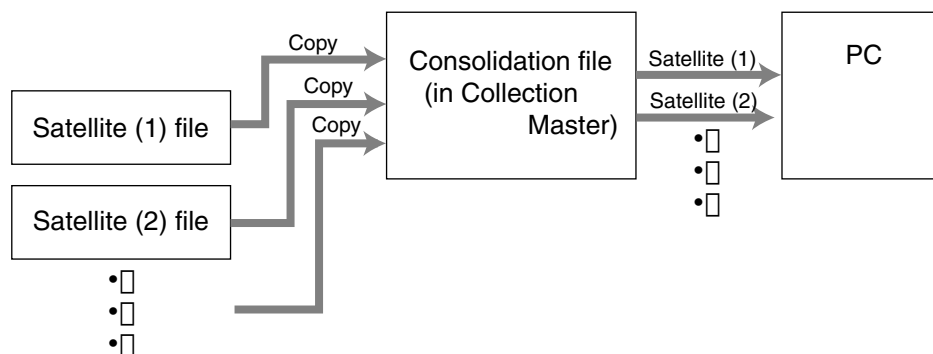 Copy
Copy
Copy
Satellite (1) file
Satellite (2) file
•
•
•
Consolidation file
(in Collection
Master)
Satellite (1)
Satellite (2)
•
•
•
PC